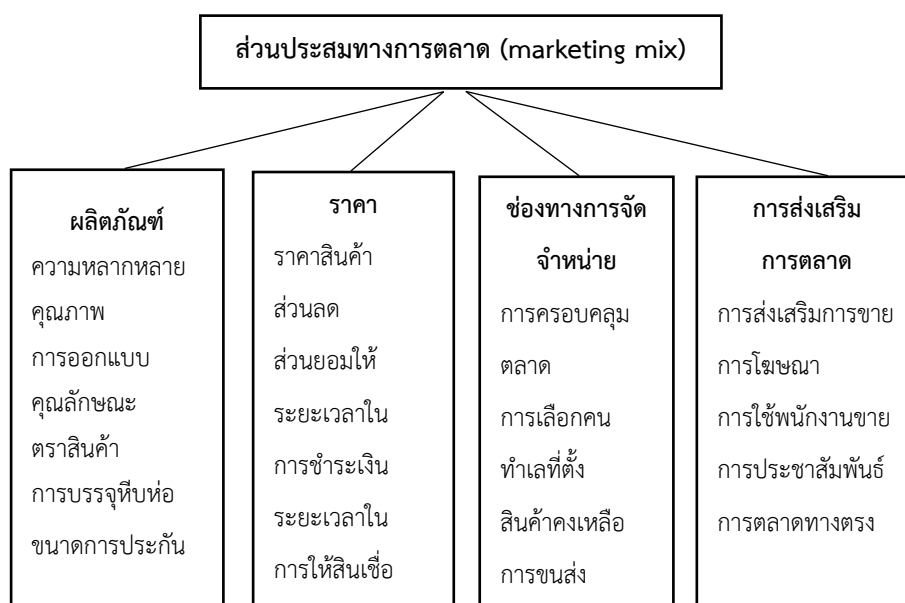 ส่วนประสมทางการตลาด (marketing mix)
ผลิตภัณฑ์
ความหลากหลาย
คุณภาพ
การออกแบบ
คุณลักษณะ
ตราสินค้า
การบรรจุหีบห่อ
ขนาดการประกัน
ราคา
ราคาสินค้า
ส่วนลด
ส่วนยอมให้
ระยะเวลาใน
การชำระเงิน
ระยะเวลาใน
การให้สินเชื่อ
ช่องทางการจัด
จำหน่าย
การครอบคลุม
ตลาด
การเลือกคน
ทำเลที่ตั้ง
สินค้าคงเหลือ
การขนส่ง
การส่งเสริม
การตลาด
การส่งเสริมการขาย
การโฆษณา
การใช้พนักงานขาย
การประชาสัมพันธ์
การตลาดทางตรง